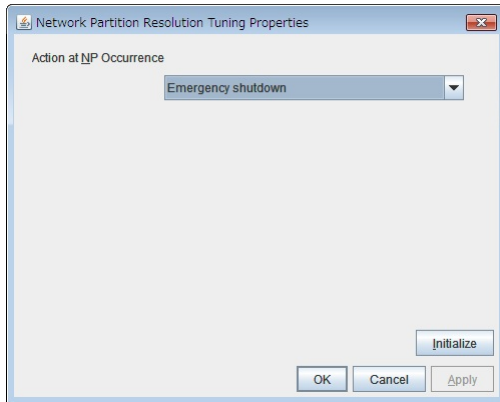 Network Partition Resolution Tuning Properties
Action at NP Occurrence
Emergency shutdown
Initialize
OK Cancel Apply